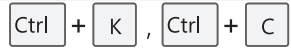 Ctrl + K , Ctrl + C